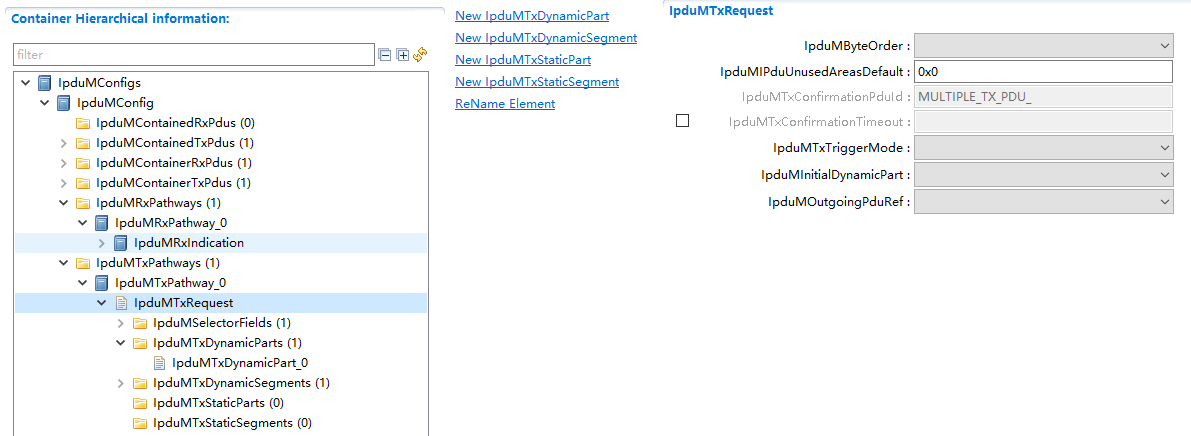 Container Hierarchical information:
filter
IpduMConfigs
IpduMConfig
IpduMContainedRxPdus (0)
IpduMContainedTxPdus (1)
IpduMContainerRxPdus (1)
IpduMContainerTxPdus (1)
IpduMRxPathways (1)
IpduMRxPathway_0
IpduMRxIndication
IpduMTxPathways (1)
IpduMTxPathway_0
IpduMTxRequest
IpduMSelectorFields (1)
IpduMTxDynamicParts (1)
IpduMTxDynamicPart_0
IpduMTxDynamicSegments (1)
IpduMTxStaticParts (0)
IpduMTxStaticSegments (0)
New IpduMTxDynamicPart
New IpduMTxDynamicSegment
New IpduMTxStaticPart
New IpduMTxStaticSegment
ReName Element
IpduMTxRequest
IpduMByteOrder :
IpduMIPduUnusedAreasDefault : 0x0
IpduMTxConfirmationPduId : MULTIPLE_TX_PDU_
IpduMTxConfirmationTimeout :
IpduMTxTriggerMode :
IpduMInitialDynamicPart :
IpduMOutgoingPduRef :